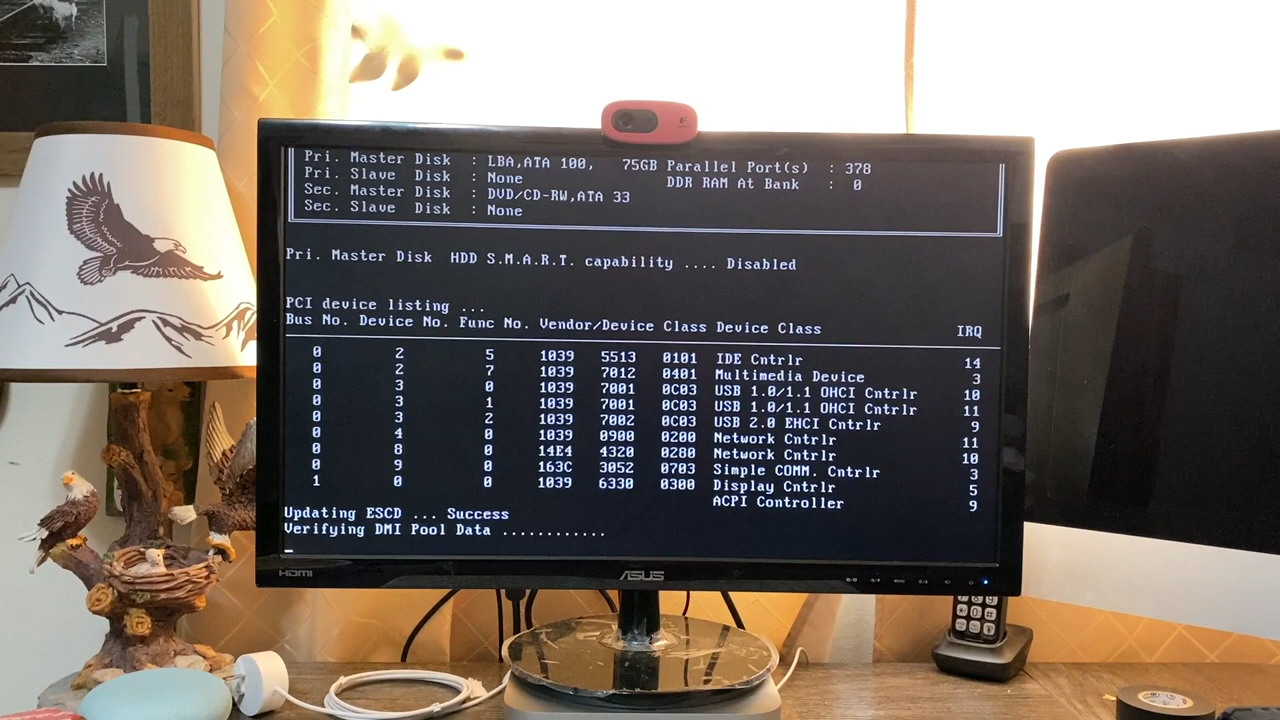 Pri. Master Disk : LBA,ATA 100, 75GB Parallel Port(s) : 378
Pri. Slave Disk : None DDR RAM At Bank : 0
Sec. Master Disk : DVD/CD-RW,ATA 33
Sec. Slave Disk : None
Pri. Master Disk HDD S.M.A.R.T. capability .... Disabled
PCI device listing ...
Bus No. Device No. Func No. Vendor/Device Class Device Class IRQ
0 2 5 1039 5513 0101 IDE Cntrlr 14
0 2 7 1039 7012 0401 Multimedia Device 3
0 3 0 1039 7001 0C03 USB 1.0/1.1 OHCI Cntrlr 10
0 3 1 1039 7001 0C03 USB 1.0/1.1 OHCI Cntrlr 11
0 3 2 1039 7002 0C03 USB 2.0 EHCI Cntrlr 9
0 4 0 1039 0900 0200 Network Cntrlr 11
0 8 0 14E4 4320 0280 Network Cntrlr 10
0 9 0 163C 3052 0703 Simple COMM. Cntrlr 3
1 0 0 1039 6330 0300 Display Cntrlr 5
ACPI Controller 9
Updating ESCD ... Success
Verifying DMI Pool Data ............
HDMI
ASUS